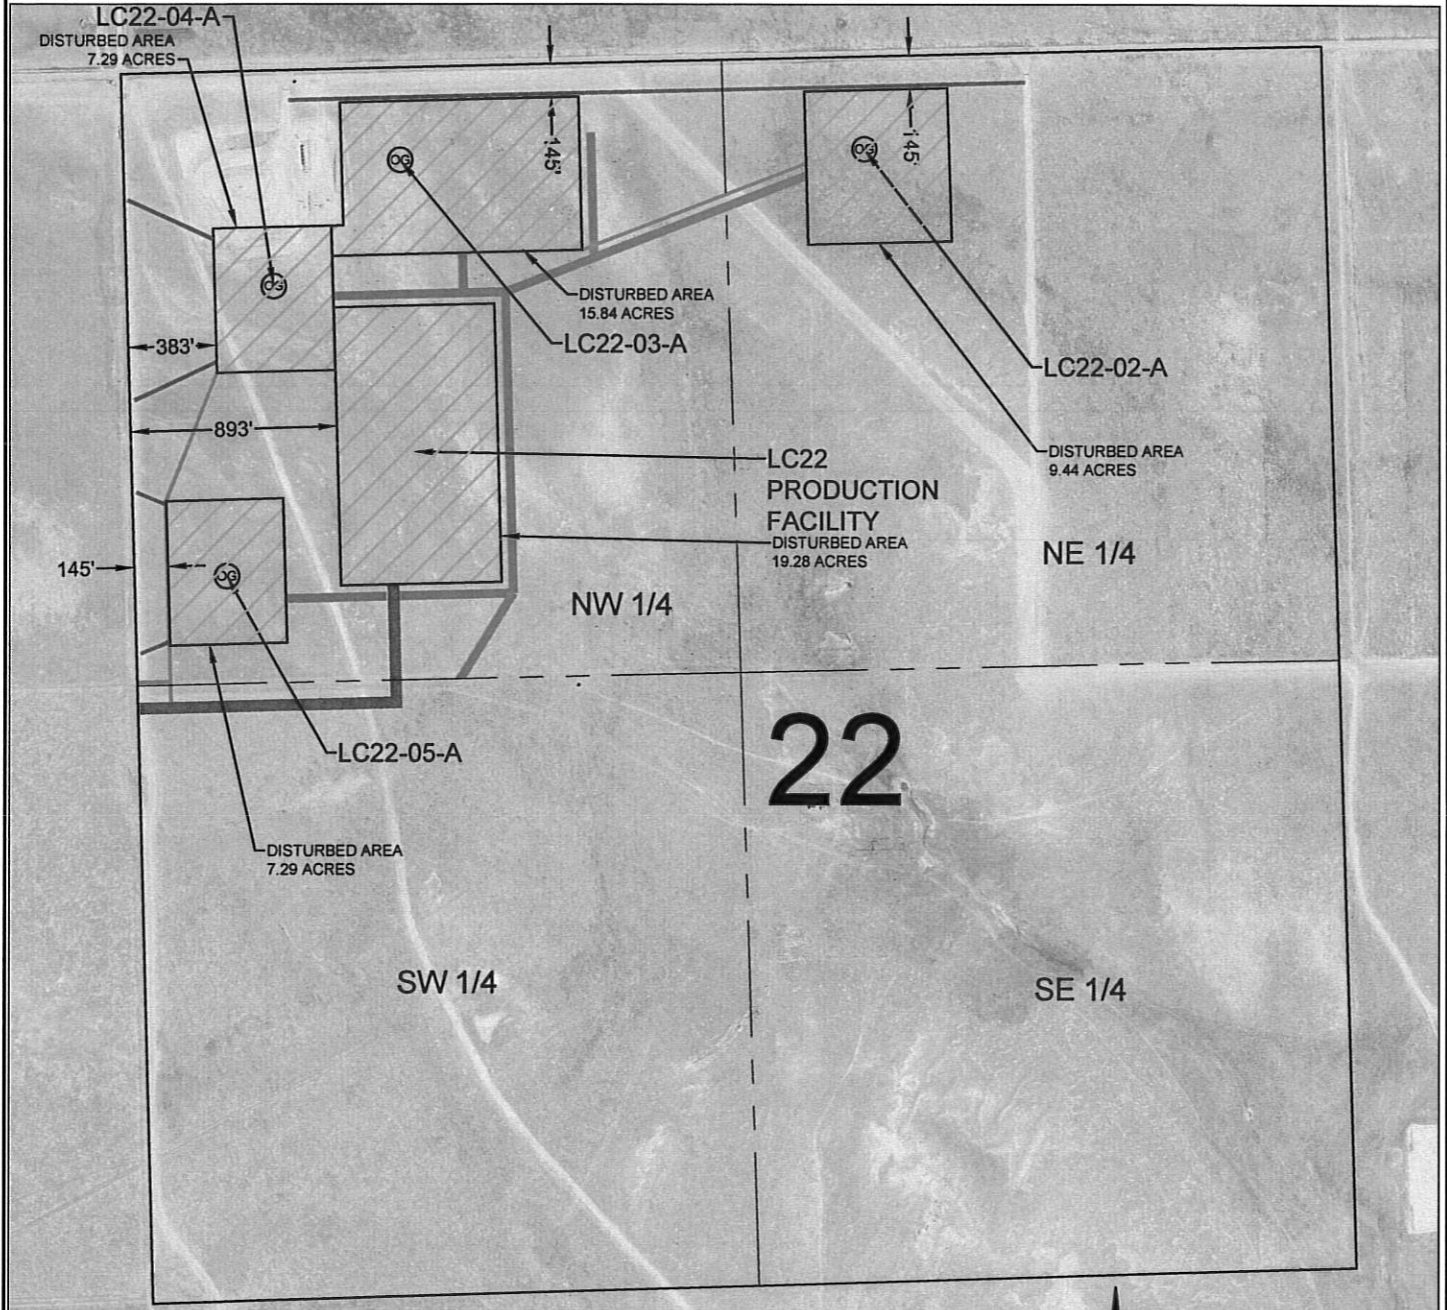 LC22-04-A
DISTURBED AREA
7.29 ACRES
145'
145'
OG
OG
OG
DISTURBED AREA
15.84 ACRES
LC22-03-A
383'
LC22-02-A
893'
DISTURBED AREA
9.44 ACRES
LC22
PRODUCTION
FACILITY
DISTURBED AREA
19.28 ACRES
NE 1/4
145'
OG
NW 1/4
22
LC22-05-A
DISTURBED AREA
7.29 ACRES
SW 1/4
SE 1/4